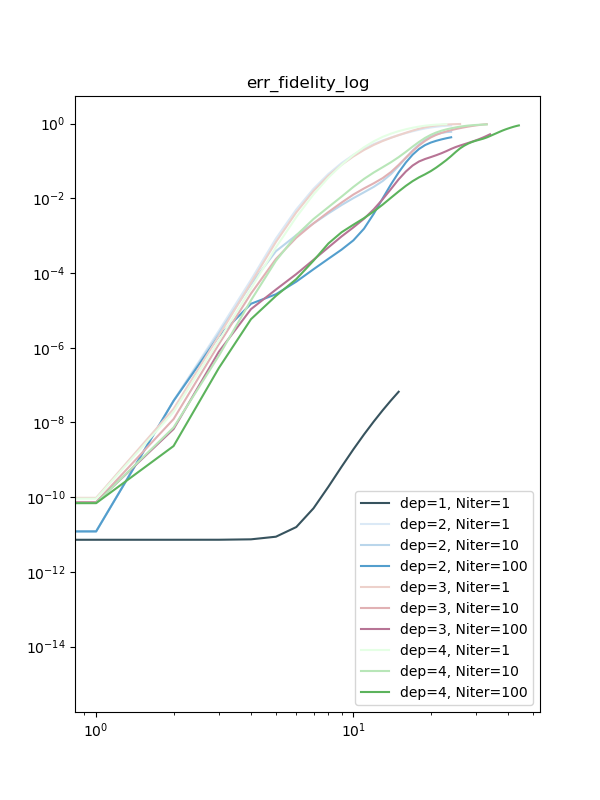 err_fidelity_log
10^0
10^-2
10^-4
10^-6
10^-8
10^-10
10^-12
10^-14
dep=1, Niter=1
dep=2, Niter=1
dep=2, Niter=10
dep=2, Niter=100
dep=3, Niter=1
dep=3, Niter=10
dep=3, Niter=100
dep=4, Niter=1
dep=4, Niter=10
dep=4, Niter=100
10^0 10^1